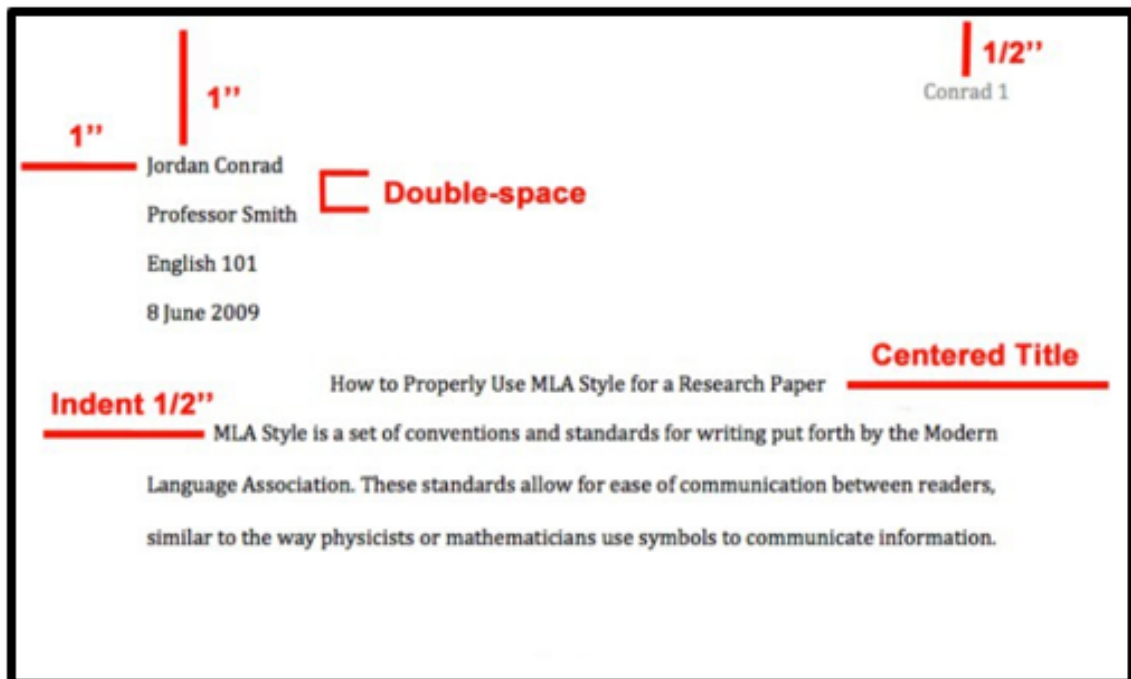 1/2’’
Conrad 1
1’’
1’’
Jordan Conrad
Double-space
Professor Smith
English 101
8 June 2009
Centered Title
How to Properly Use MLA Style for a Research Paper
Indent 1/2’’
MLA Style is a set of conventions and standards for writing put forth by the Modern
Language Association. These standards allow for ease of communication between readers,
similar to the way physicists or mathematicians use symbols to communicate information.